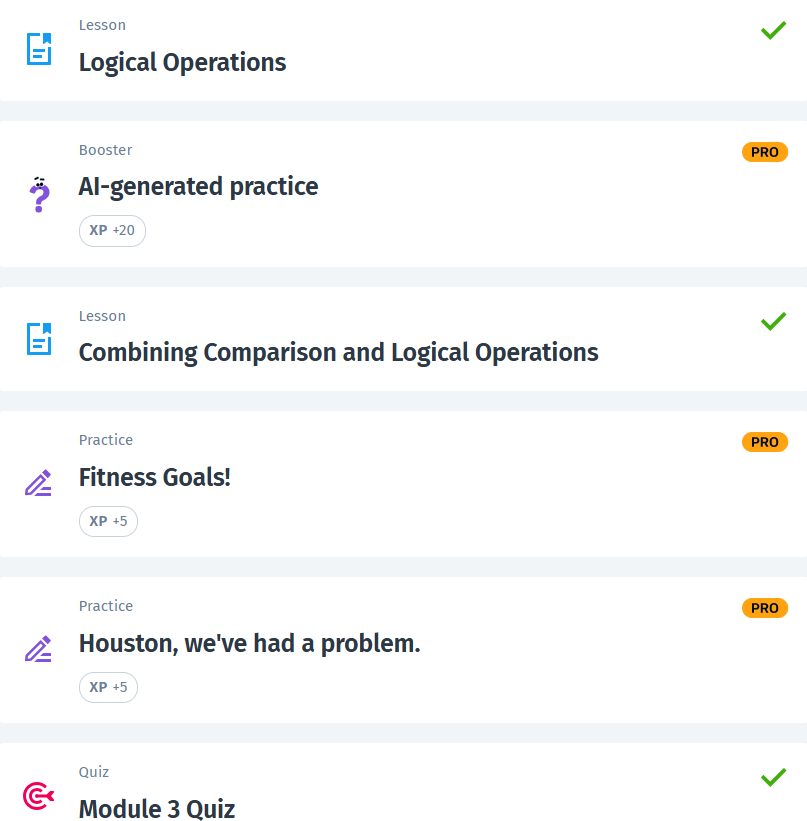 Lesson
Logical Operations
Booster
PRO
AI-generated practice
XP +20
Lesson
Combining Comparison and Logical Operations
Practice
PRO
Fitness Goals!
XP +5
Practice
PRO
Houston, we've had a problem.
XP +5
Quiz
Module 3 Quiz